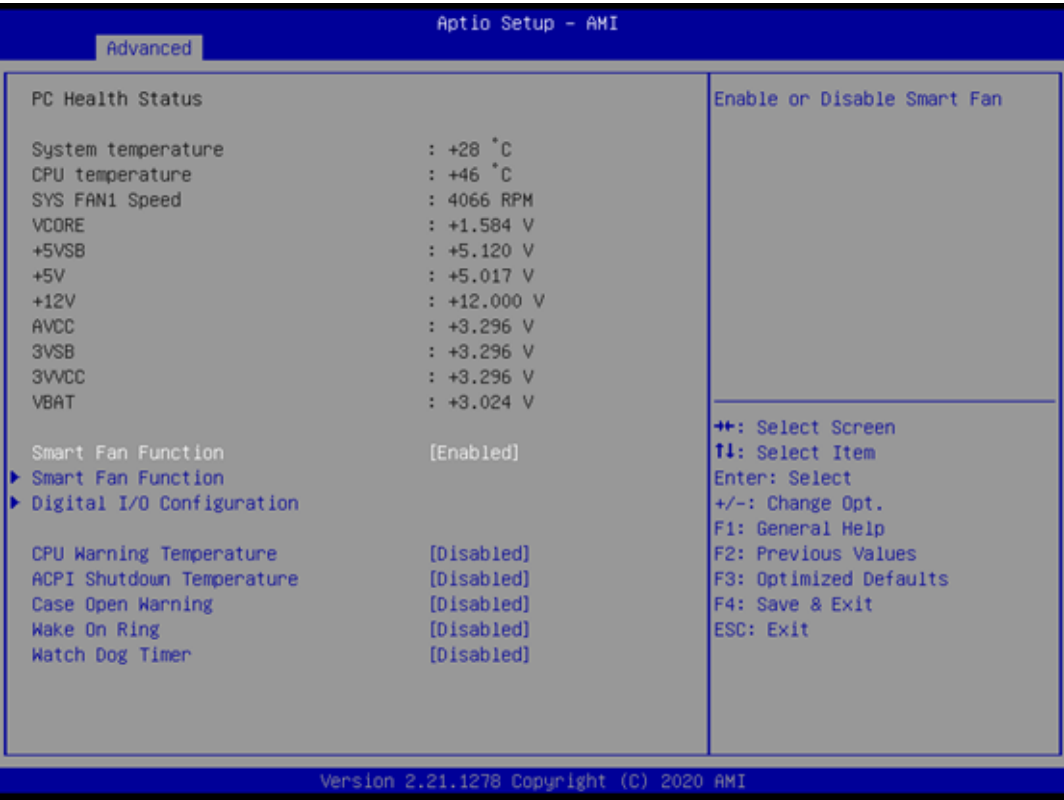 Aptio Setup - AMI
Advanced
PC Health Status
System temperature : +28 °C
CPU temperature : +46 °C
SYS FAN1 Speed : 4066 RPM
VCORE : +1.584 V
+5VSB : +5.120 V
+5V : +5.017 V
+12V : +12.000 V
AVCC : +3.296 V
3VSB : +3.296 V
3VVCC : +3.296 V
VBAT : +3.024 V
Smart Fan Function [Enabled]
Smart Fan Function
Digital I/O Configuration
CPU Warning Temperature [Disabled]
ACPI Shutdown Temperature [Disabled]
Case Open Warning [Disabled]
Wake On Ring [Disabled]
Watch Dog Timer [Disabled]
Enable or Disable Smart Fan
→←: Select Screen
↑↓: Select Item
Enter: Select
+/-: Change Opt.
F1: General Help
F2: Previous Values
F3: Optimized Defaults
F4: Save & Exit
ESC: Exit
Version 2.21.1278 Copyright (C) 2020 AMI